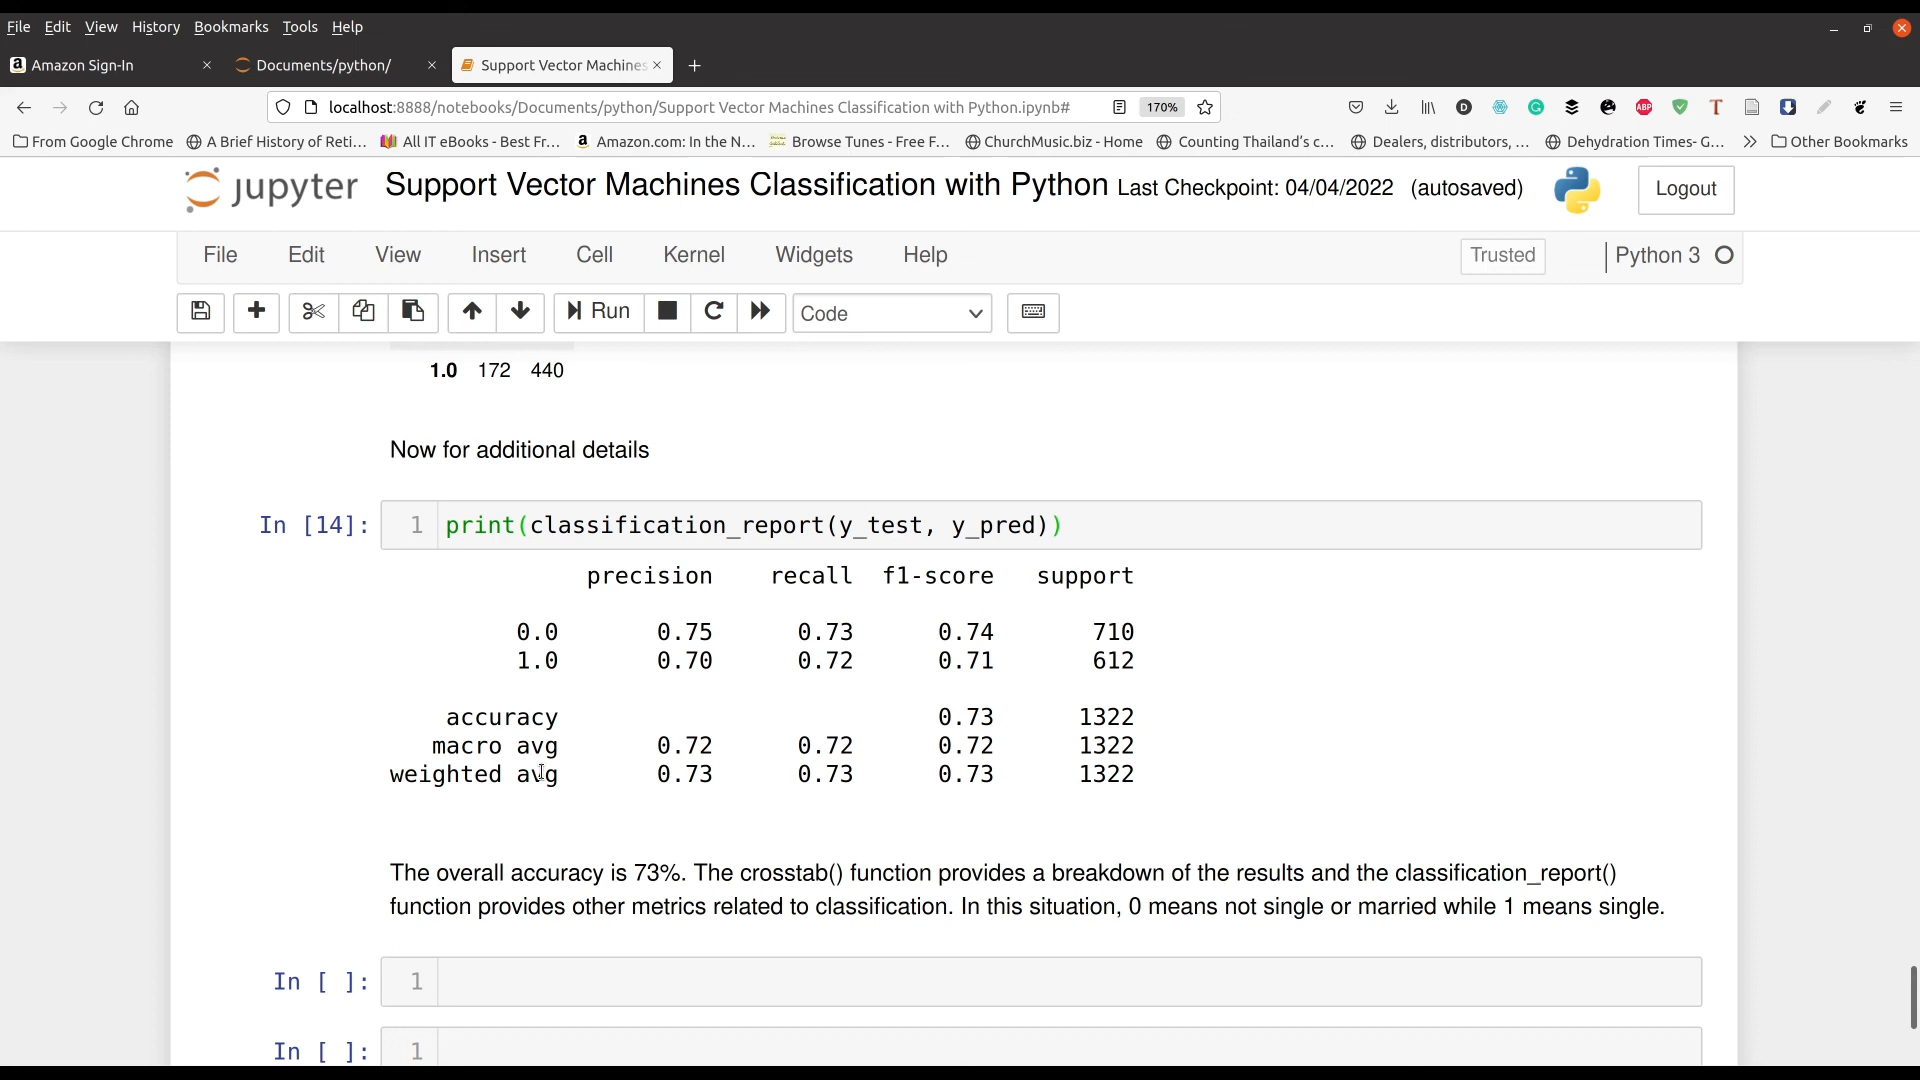 File Edit View History Bookmarks Tools Help
Amazon Sign-In
Documents/python/
Support Vector Machines
localhost:8888/notebooks/Documents/python/Support Vector Machines Classification with Python.ipynb#
170%
From Google Chrome
A Brief History of Reti...
All IT eBooks - Best Fr...
Amazon.com: In the N...
Browse Tunes - Free F...
ChurchMusic.biz - Home
Counting Thailand's c...
Dealers, distributors, ...
Dehydration Times- G...
Other Bookmarks
jupyter Support Vector Machines Classification with Python Last Checkpoint: 04/04/2022 (autosaved)
Logout
File Edit View Insert Cell Kernel Widgets Help
Trusted
Python 3
Run
Code
1.0 172 440
Now for additional details
In [14]: 1 print(classification_report(y_test, y_pred))
precision recall f1-score support
0.0 0.75 0.73 0.74 710
1.0 0.70 0.72 0.71 612
accuracy 0.73 1322
macro avg 0.72 0.72 0.72 1322
weighted avg 0.73 0.73 0.73 1322
The overall accuracy is 73%. The crosstab() function provides a breakdown of the results and the classification_report()
function provides other metrics related to classification. In this situation, 0 means not single or married while 1 means single.
In [ ]: 1
In [ ]: 1